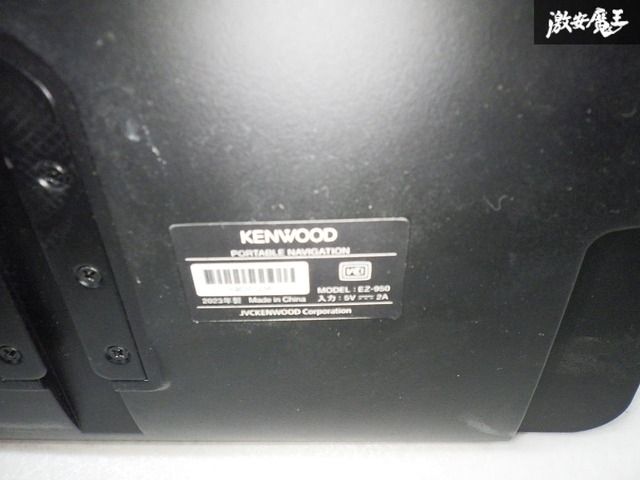 激安魔王
KENWOOD
PORTABLE NAVIGATION
MODEL : EZ-950
2023年製 Made in China 入力 : 5V ⎓ 2A
JVCKENWOOD Corporation